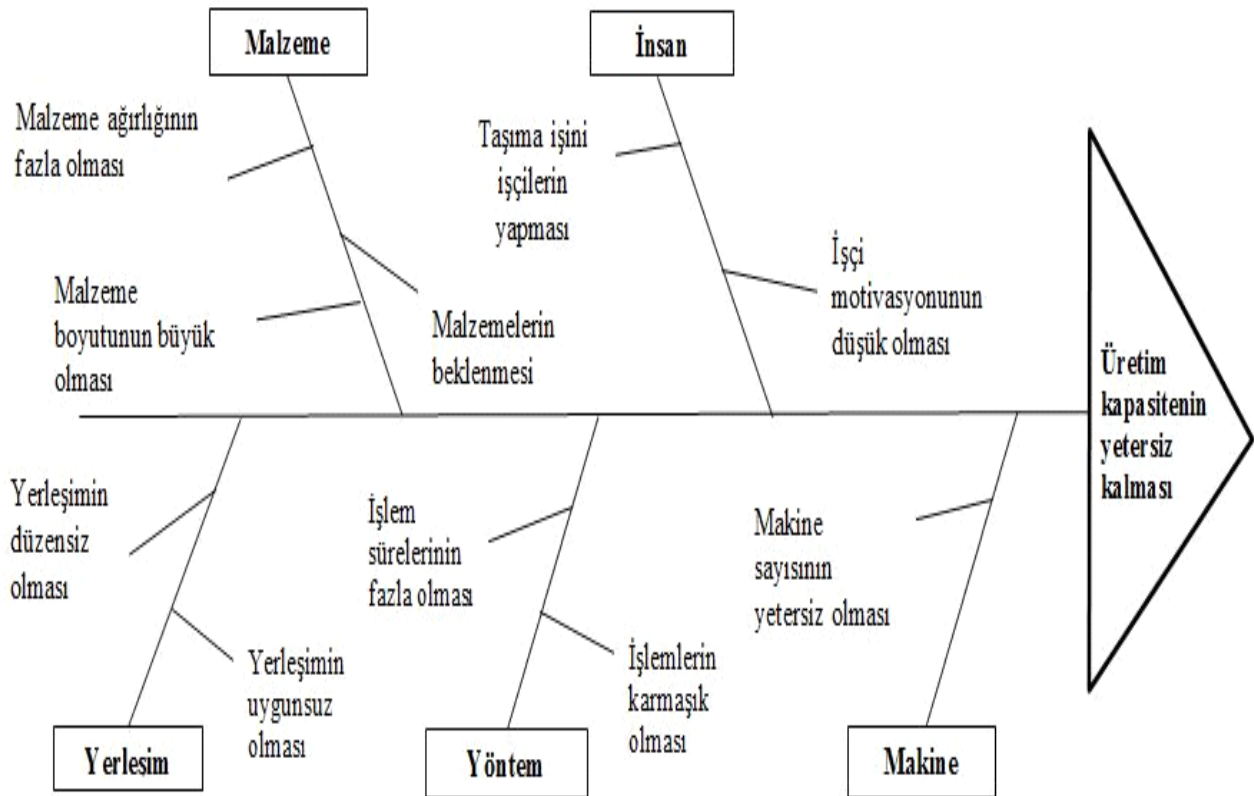 Malzeme
İnsan
Malzeme ağırlığının
fazla olması
Taşıma işini
işçilerin
yapması
Malzeme
boyutunun büyük
olması
Malzemelerin
beklenmesi
İşçi
motivasyonunun
düşük olması
Üretim
kapasitenin
yetersiz
kalması
Yerleşimin
düzensiz
olması
Yerleşimin
uygunsuz
olması
İşlem
sürelerinin
fazla olması
İşlemlerin
karmaşık
olması
Makine
sayısının
yetersiz olması
Yerleşim
Yöntem
Makine